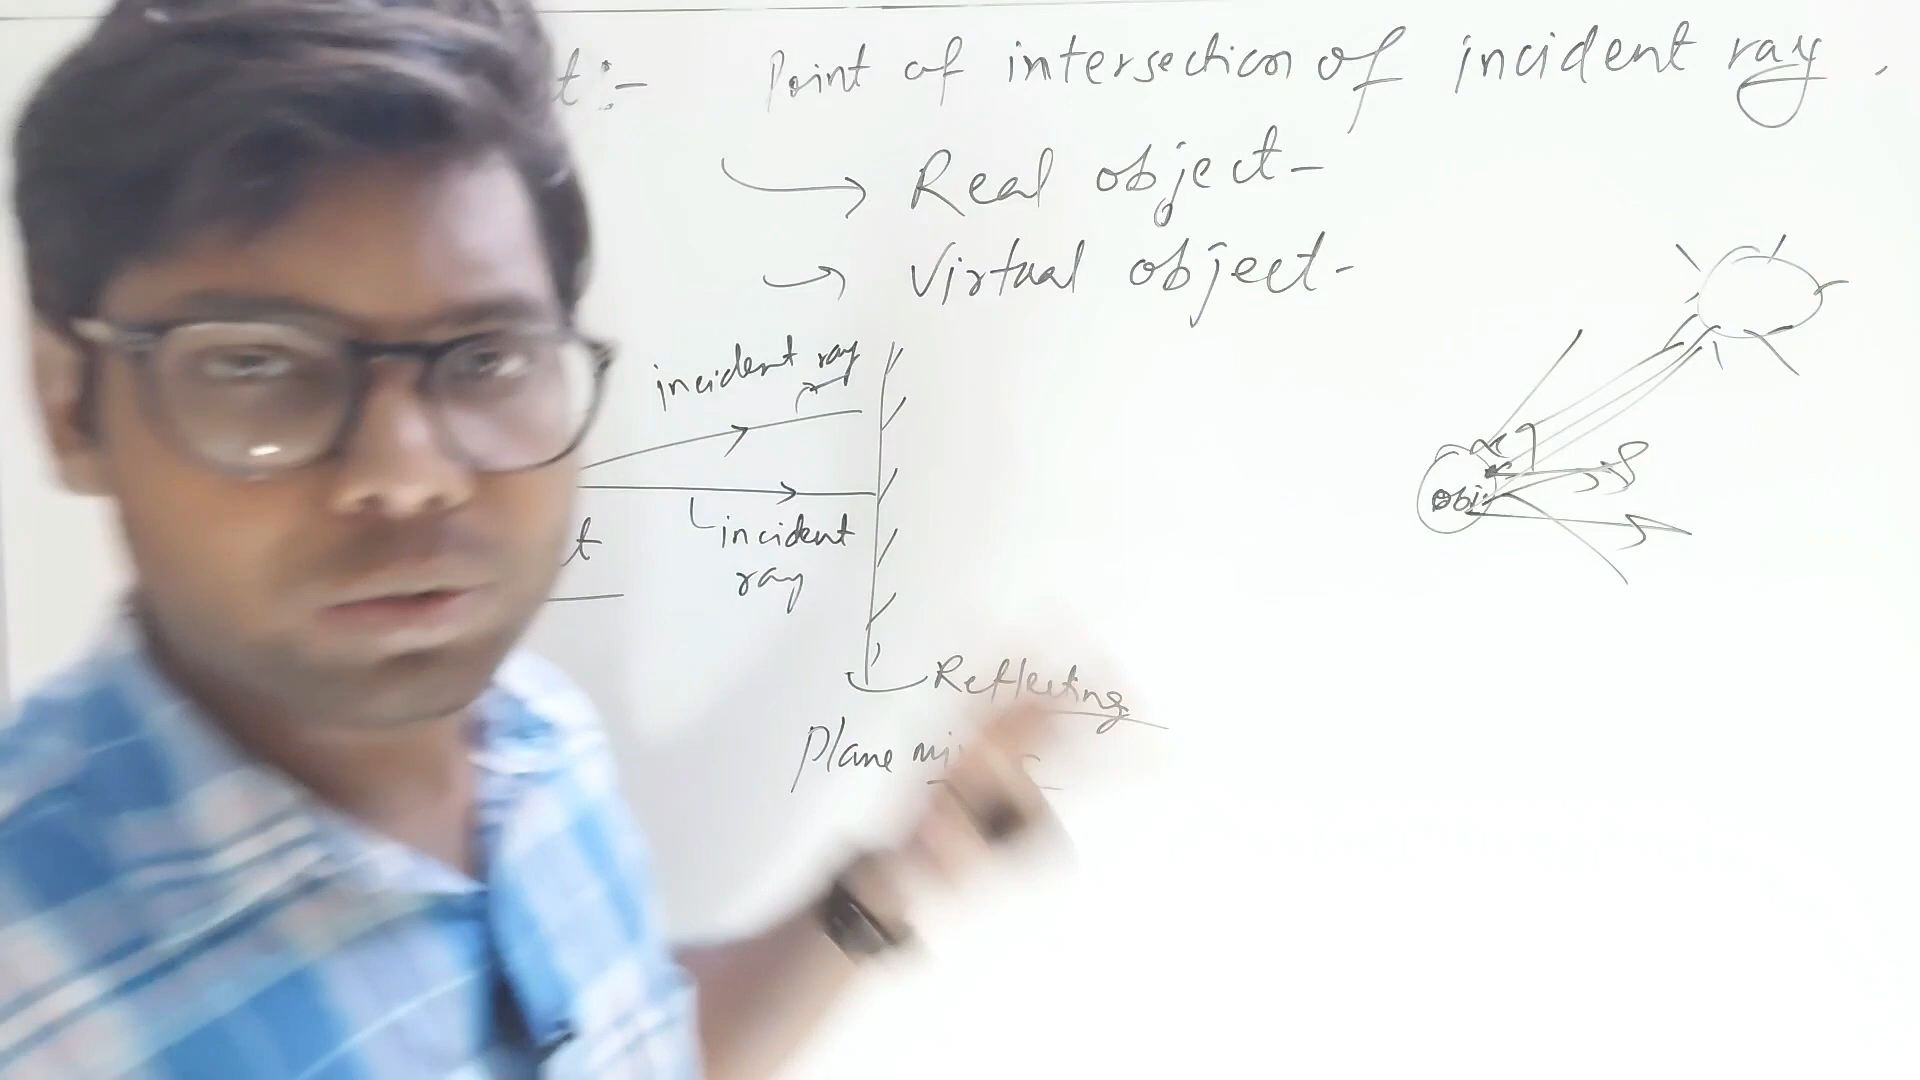 t :- Point of intersection of incident ray.
Real object-
Virtual object-
incident ray
obj
t
incident
ray
Reflecting
Plane mi